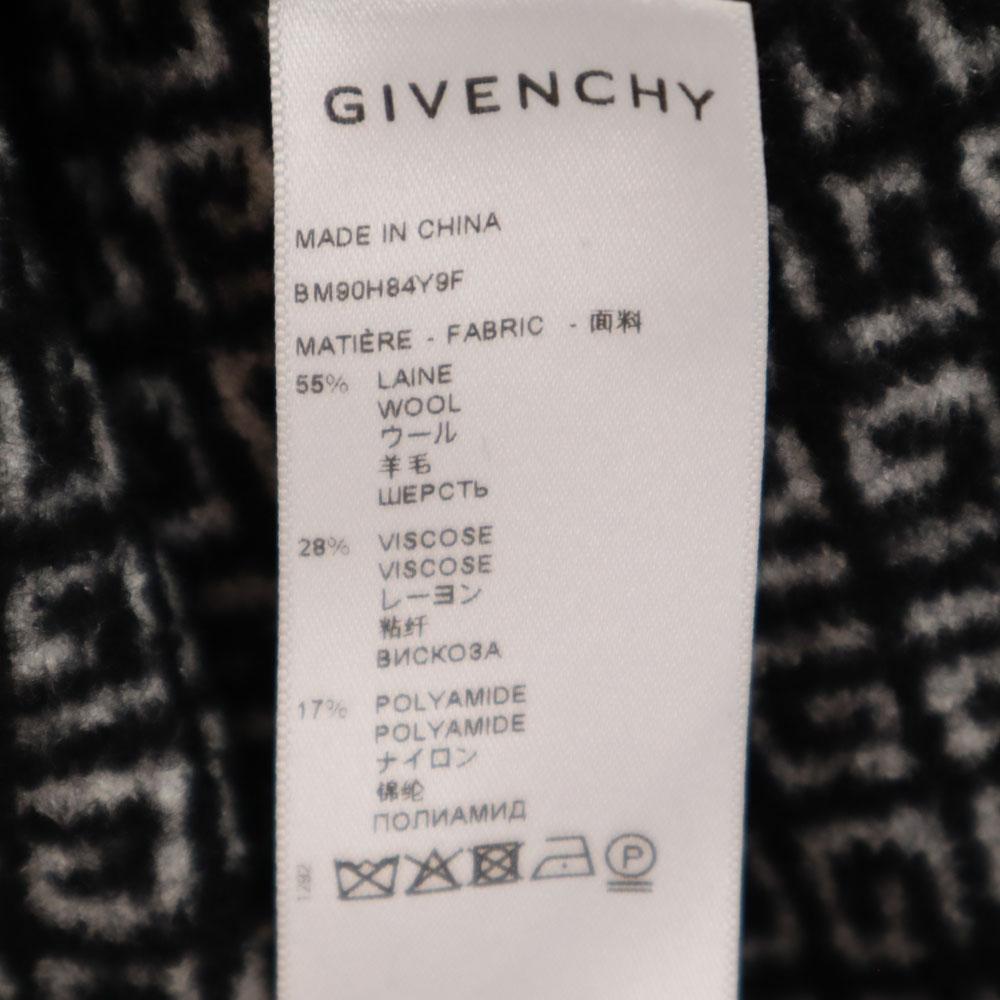 GIVENCHY
MADE IN CHINA
BM90H84Y9F
MATIÈRE - FABRIC - 面料
55% LAINE
WOOL
ウール
羊毛
ШЕРСТЬ
28% VISCOSE
VISCOSE
レーヨン
粘纤
ВИСКОЗА
17% POLYAMIDE
POLYAMIDE
ナイロン
锦纶
ПОЛИАМИД
P